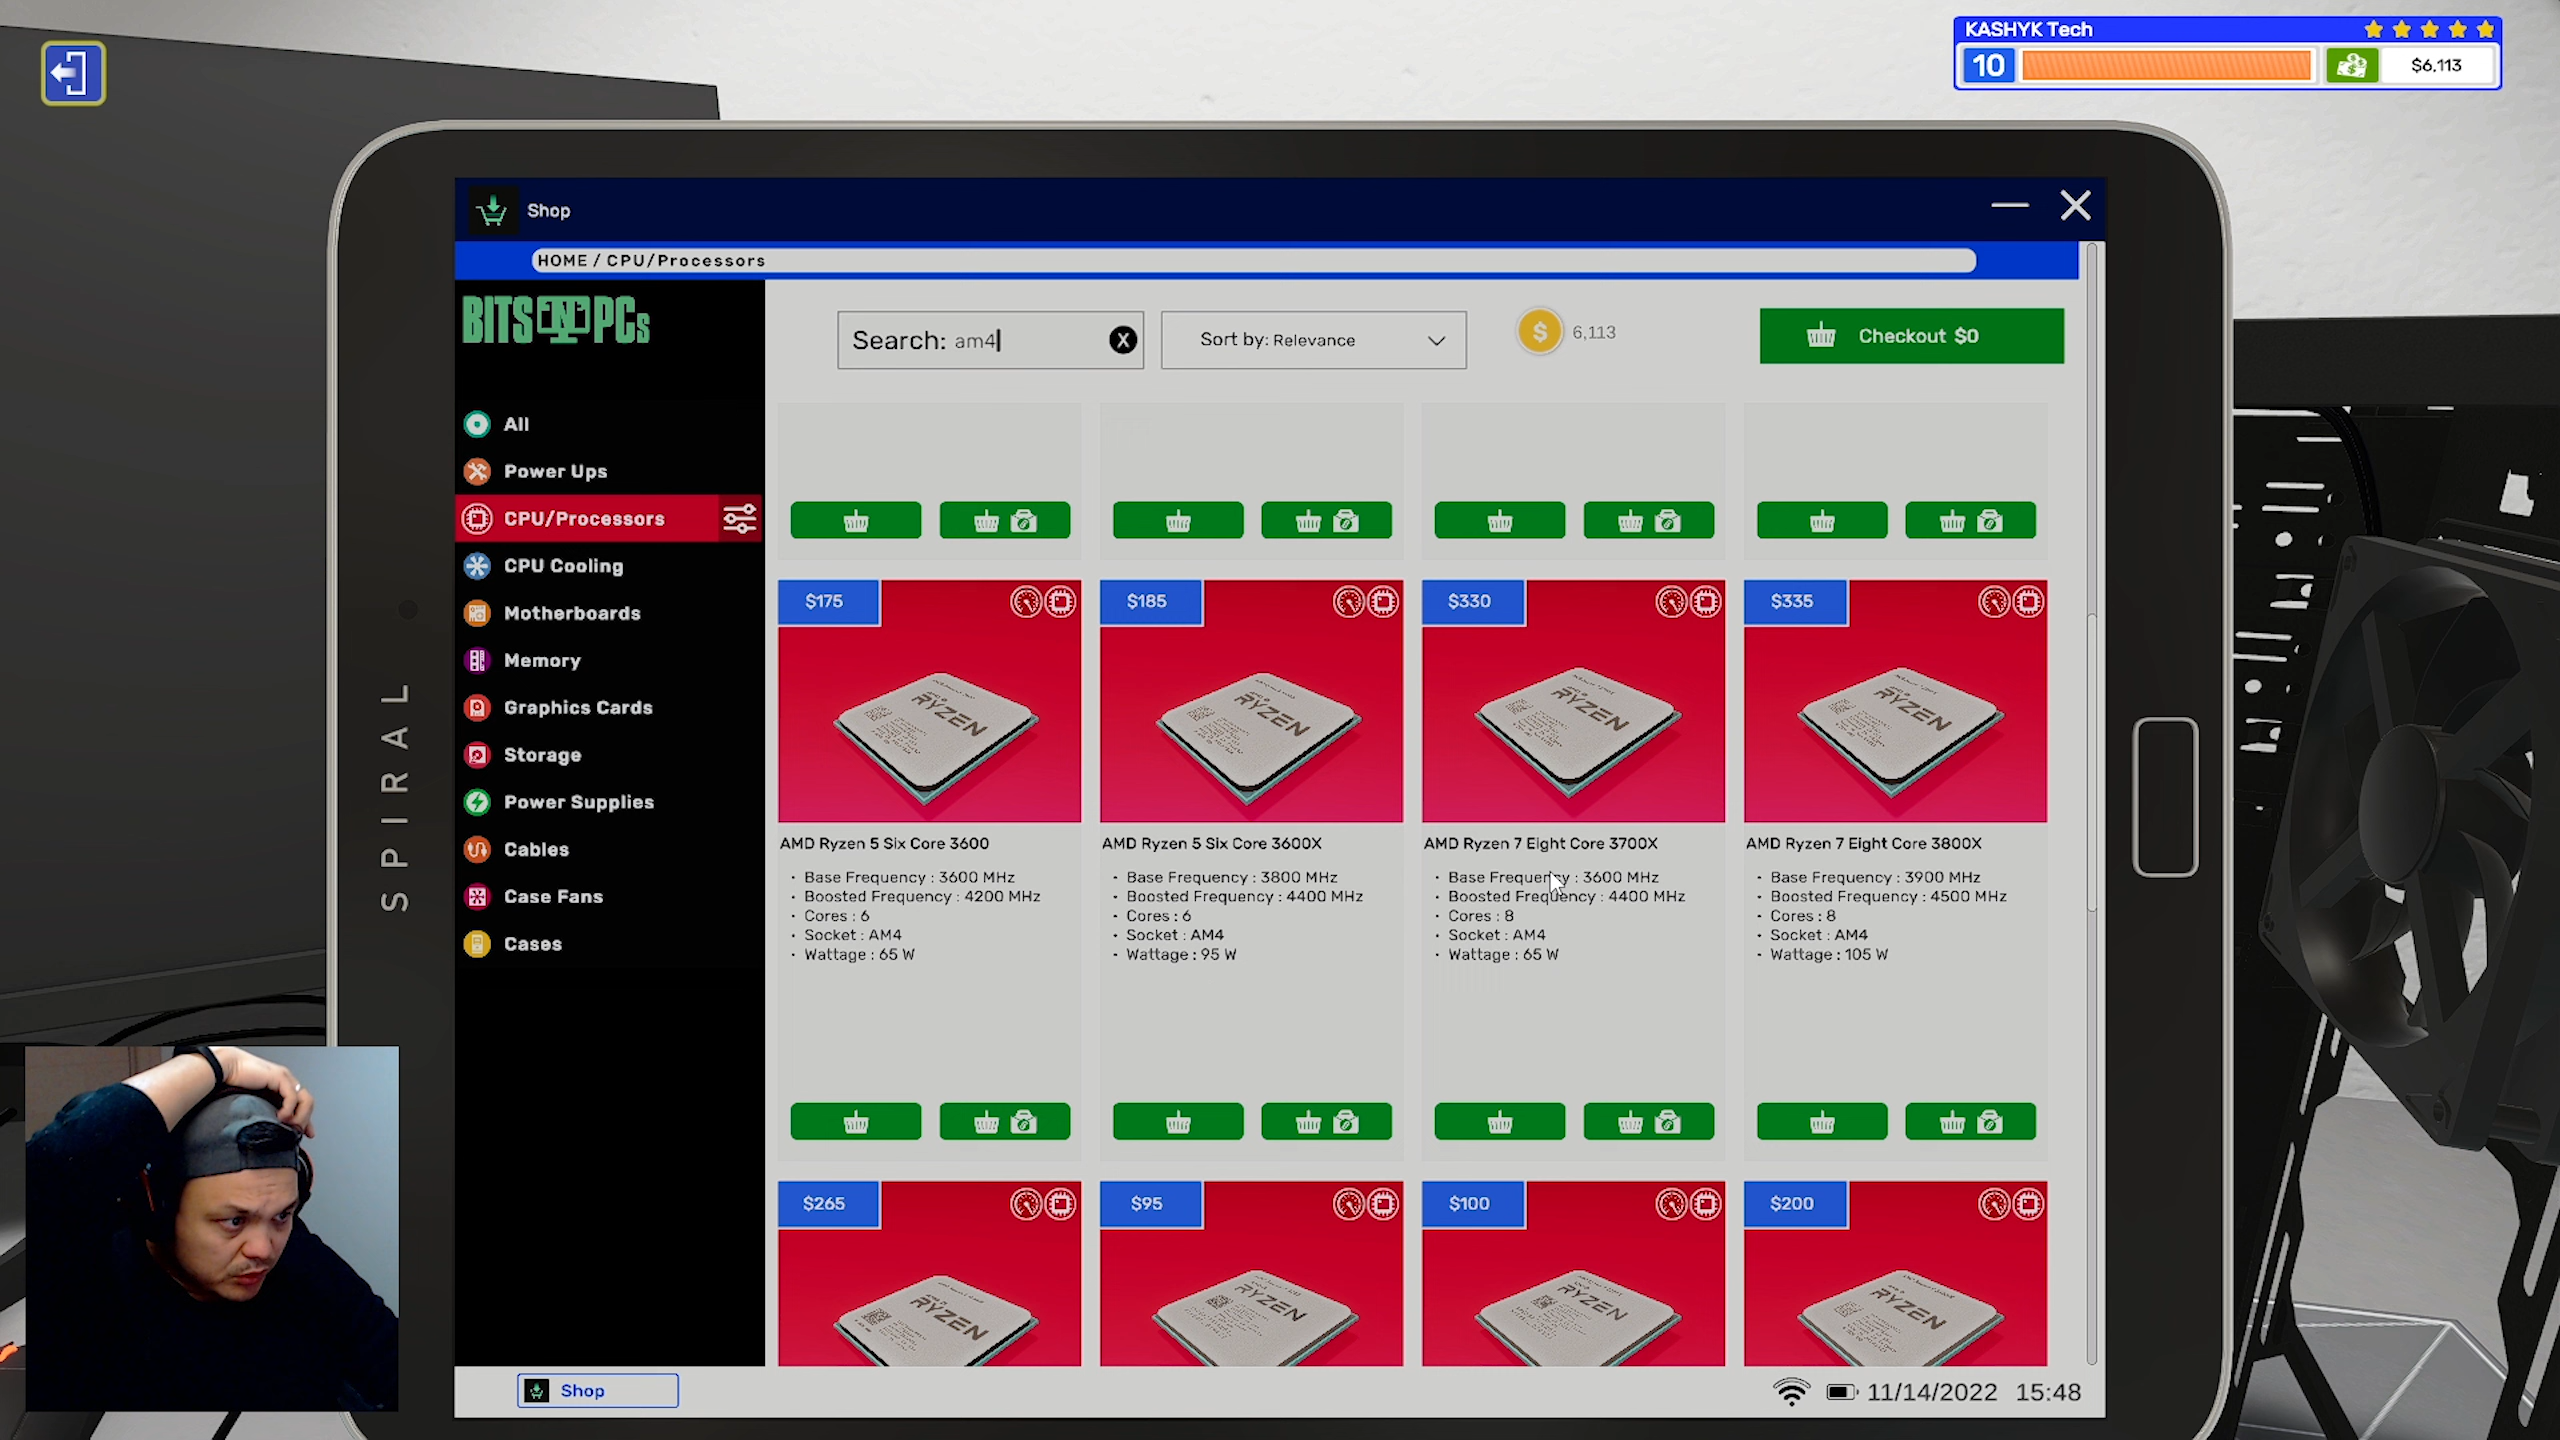 KASHYK Tech
10
$6,113
Shop
HOME / CPU/Processors
BITS N PCs
Search: am4
Sort by: Relevance
$
6,113
Checkout $0
All
Power Ups
CPU/Processors
CPU Cooling
Motherboards
Memory
Graphics Cards
Storage
Power Supplies
Cables
Case Fans
Cases
SPIRAL
$175
RYZEN
AMD Ryzen 5 Six Core 3600
· Base Frequency : 3600 MHz
· Boosted Frequency : 4200 MHz
· Cores : 6
· Socket : AM4
· Wattage : 65 W
$185
RYZEN
AMD Ryzen 5 Six Core 3600X
· Base Frequency : 3800 MHz
· Boosted Frequency : 4400 MHz
· Cores : 6
· Socket : AM4
· Wattage : 95 W
$330
RYZEN
AMD Ryzen 7 Eight Core 3700X
· Base Frequency : 3600 MHz
· Boosted Frequency : 4400 MHz
· Cores : 8
· Socket : AM4
· Wattage : 65 W
$335
RYZEN
AMD Ryzen 7 Eight Core 3800X
· Base Frequency : 3900 MHz
· Boosted Frequency : 4500 MHz
· Cores : 8
· Socket : AM4
· Wattage : 105 W
$265
RYZEN
$95
RYZEN
$100
RYZEN
$200
RYZEN
Shop
11/14/2022 15:48